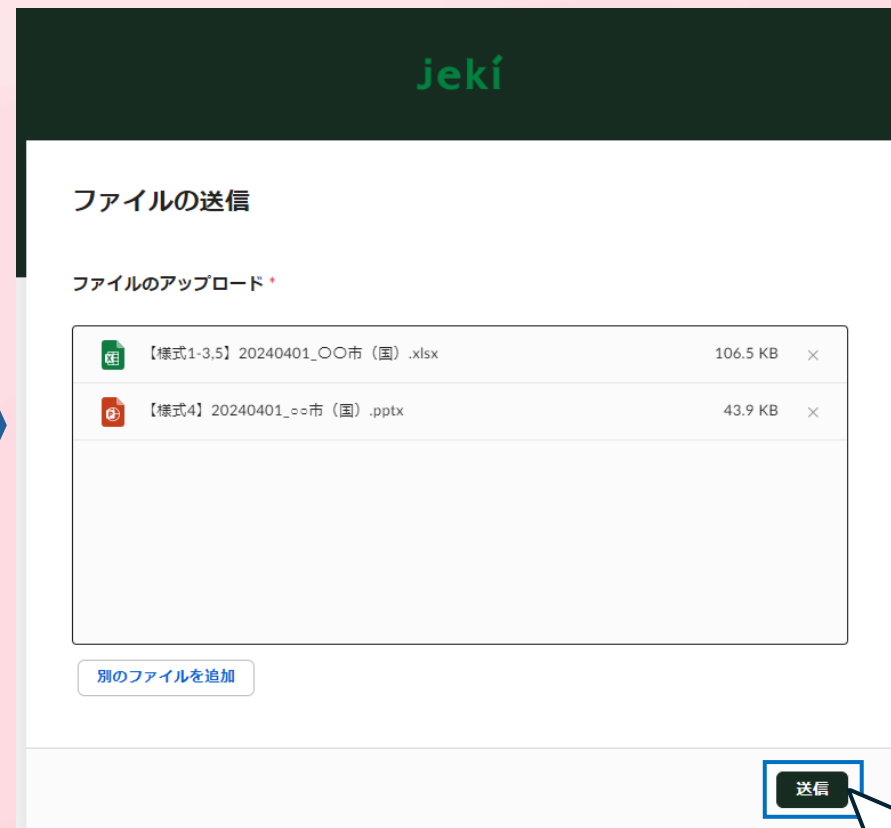 jeki
ファイルの送信
ファイルのアップロード *
【様式1-3,5】20240401_〇〇市（国）.xlsx 106.5 KB ×
【様式4】20240401_○○市（国）.pptx 43.9 KB ×
別のファイルを追加
送信